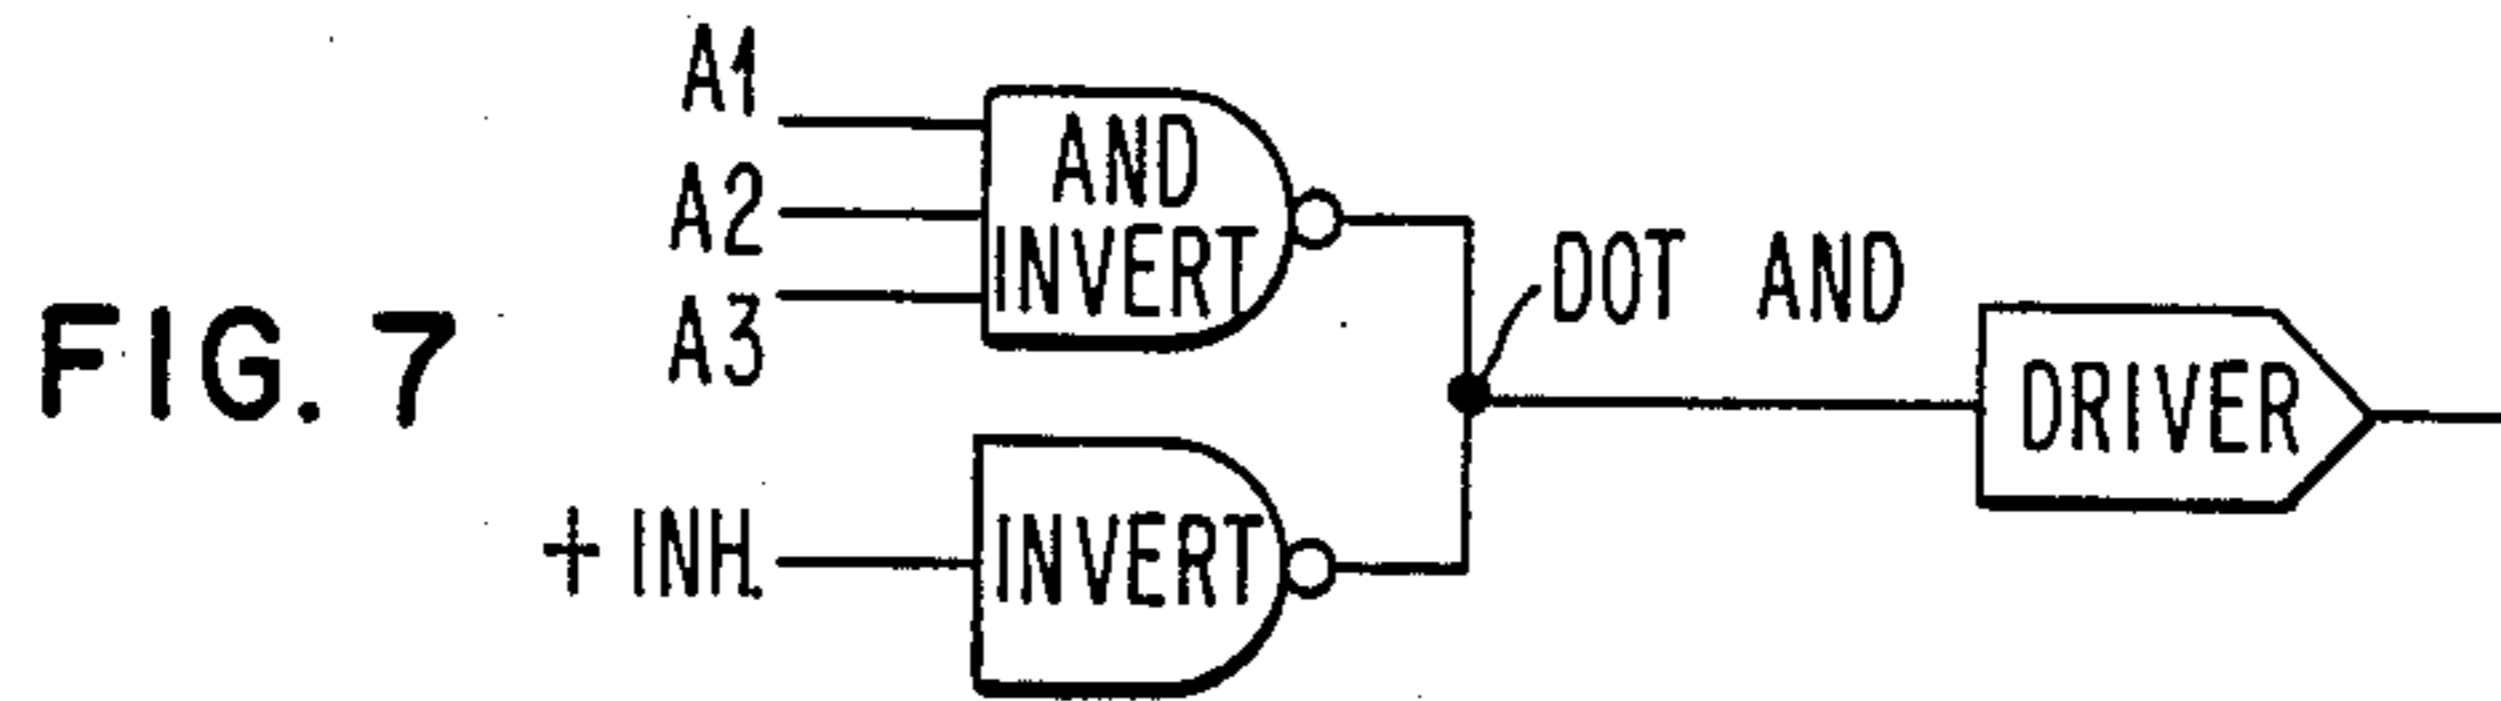 FIG. 7
A1
A2
A3
+ INH.
AND
INVERT
INVERT
DOT AND
DRIVER